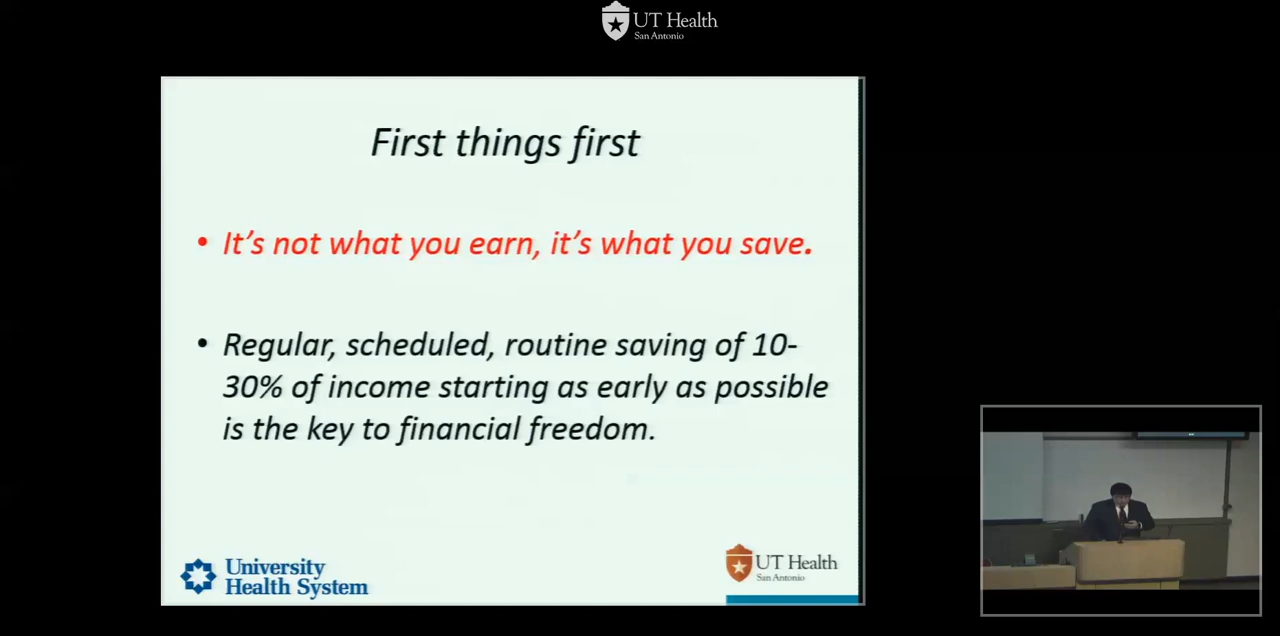 UT Health
San Antonio
First things first
• It's not what you earn, it's what you save.
• Regular, scheduled, routine saving of 10-
30% of income starting as early as possible
is the key to financial freedom.
University
Health System
UT Health
San Antonio